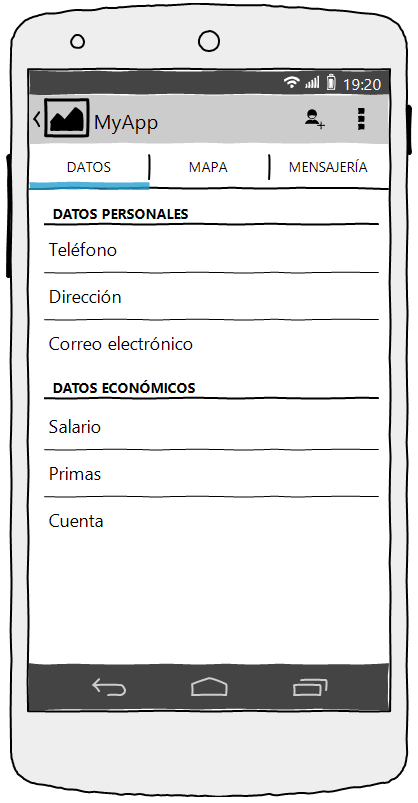 19:20
MyApp
DATOS
MAPA
MENSAJERÍA
DATOS PERSONALES
Teléfono
Dirección
Correo electrónico
DATOS ECONÓMICOS
Salario
Primas
Cuenta